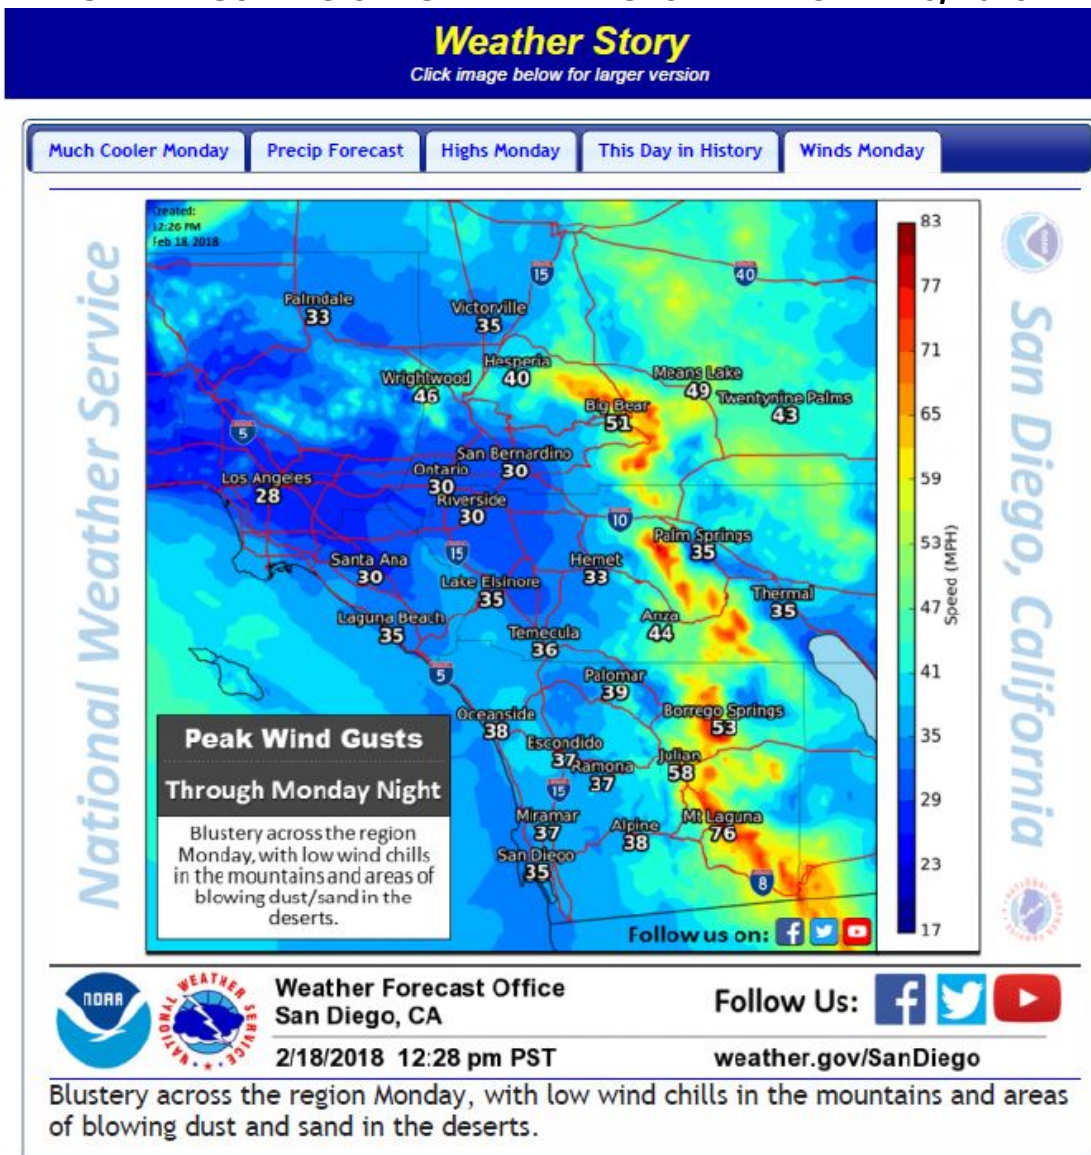 Weather Story
Click image below for larger version
Much Cooler Monday
Precip Forecast
Highs Monday
This Day in History
Winds Monday
National Weather Service
San Diego, California
Created:
12:26 PM
Feb 18, 2018
15
40
Palmdale
33
Victorville
35
Hesperia
40
Wrightwood
46
Means Lake
49
Twentynine Palms
43
Big Bear
51
5
San Bernardino
30
Ontario
30
Los Angeles
28
Riverside
30
10
Palm Springs
35
15
Santa Ana
30
Hemet
33
Lake Elsinore
35
Thermal
35
Laguna Beach
35
Anza
44
Temecula
36
5
Palomar
39
Oceanside
38
Borrego Springs
53
Escondido
37
Julian
58
Ramona
37
15
Miramar
37
Alpine
38
Mt Laguna
76
San Diego
35
8
Peak Wind Gusts
Through Monday Night
Blustery across the region
Monday, with low wind chills
in the mountains and areas of
blowing dust/sand in the
deserts.
Follow us on:
83
77
71
65
59
53
47
41
35
29
23
17
Speed (MPH)
NOAA
NATIONAL WEATHER SERVICE
Weather Forecast Office
San Diego, CA
Follow Us:
2/18/2018 12:28 pm PST
weather.gov/SanDiego
Blustery across the region Monday, with low wind chills in the mountains and areas
of blowing dust and sand in the deserts.